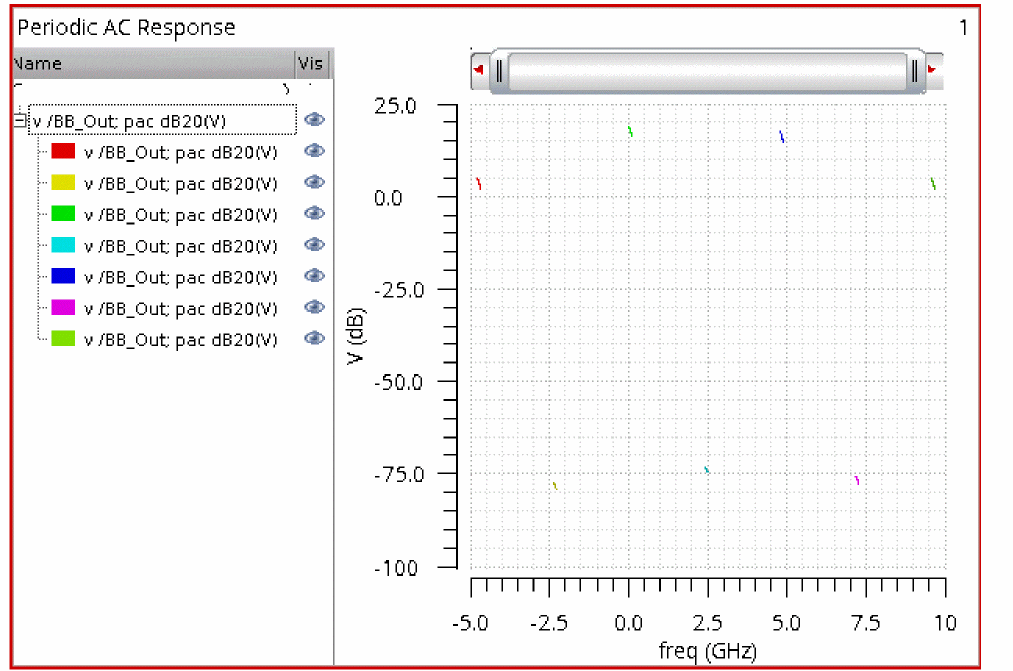 Periodic AC Response
1
Name Vis
v /BB_Out; pac dB20(V)
v /BB_Out; pac dB20(V)
v /BB_Out; pac dB20(V)
v /BB_Out; pac dB20(V)
v /BB_Out; pac dB20(V)
v /BB_Out; pac dB20(V)
v /BB_Out; pac dB20(V)
v /BB_Out; pac dB20(V)
25.0
0.0
-25.0
-50.0
-75.0
-100
V (dB)
-5.0 -2.5 0.0 2.5 5.0 7.5 10
freq (GHz)